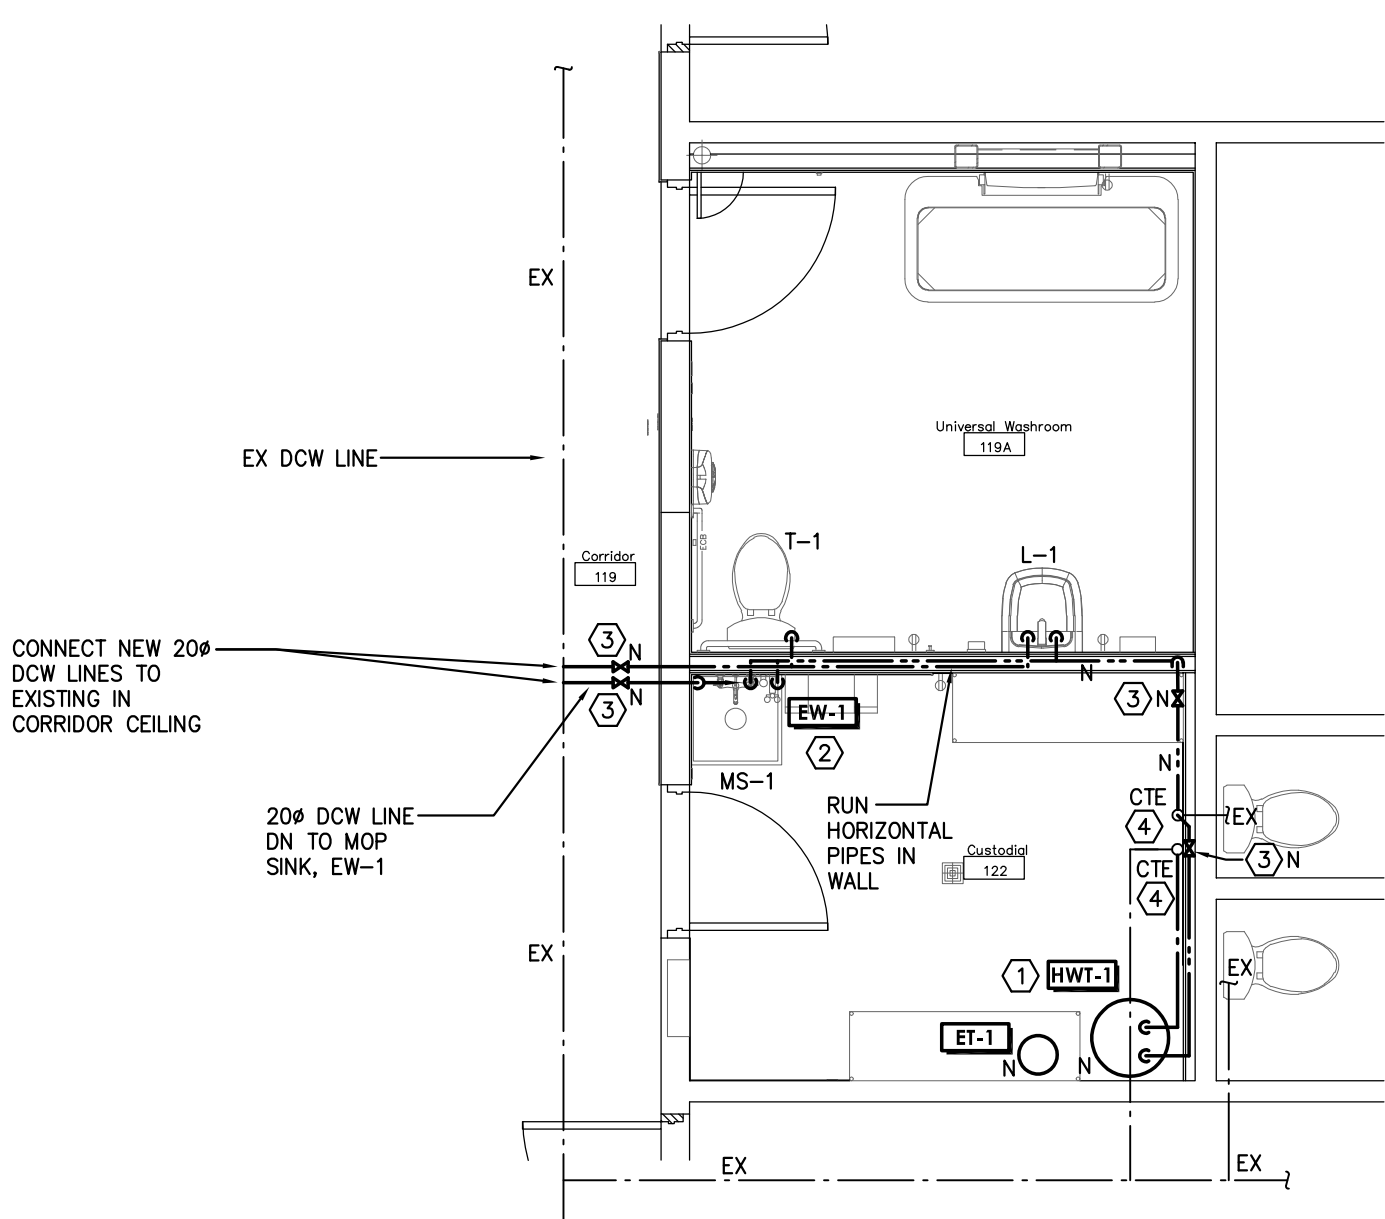 EX
Universal Washroom
119A
EX DCW LINE
ECB
T-1
L-1
Corridor
119
CONNECT NEW 20ø
DCW LINES TO
EXISTING IN
CORRIDOR CEILING
3
N
3
N
N
3
N
EW-1
2
MS-1
N
20ø DCW LINE
DN TO MOP
SINK, EW-1
RUN
HORIZONTAL
PIPES IN
WALL
CTE
4
EX
Custodial
122
CTE
4
3
N
EX
1
HWT-1
EX
ET-1
N
N
EX
EX